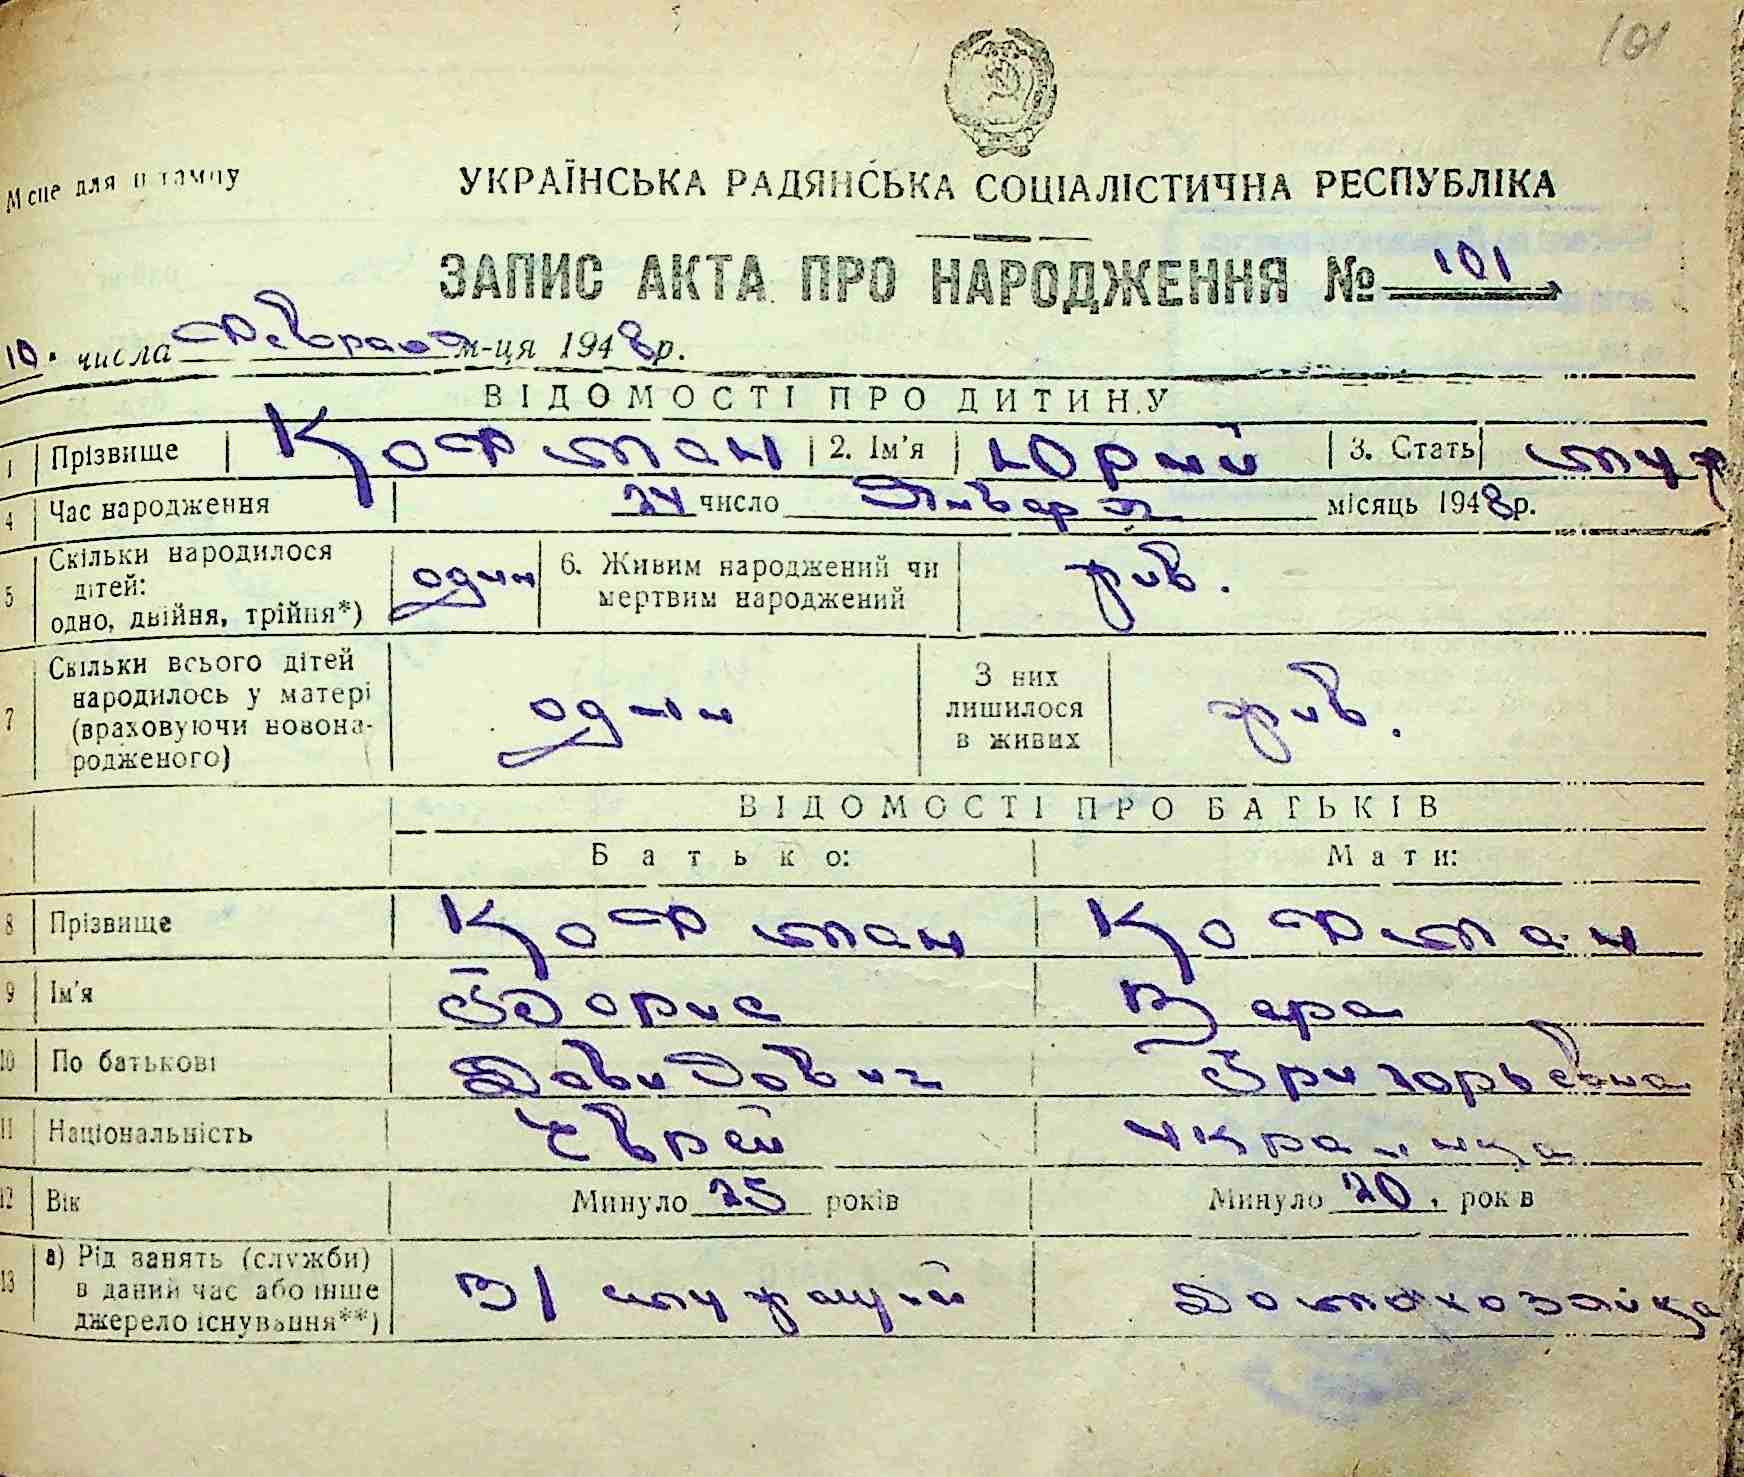 101
Місце для штампу
УКРАЇНСЬКА РАДЯНСЬКА СОЦІАЛІСТИЧНА РЕСПУБЛІКА
ЗАПИС АКТА ПРО НАРОДЖЕННЯ № 101
10 числа Февраля м-ця 1948 р.
ВІДОМОСТІ ПРО ДИТИНУ
1 Прізвище Кофман 2. Ім'я Юрий 3. Стать муж
4 Час народження 24 число Января місяць 1948 р.
5 Скільки народилося дітей: одно, двійня, трійня*) один 6. Живим народжений чи мертвим народжений жив.
7 Скільки всього дітей народилось у матері (враховуючи новонародженого) один З них лишилося в живих жив.
ВІДОМОСТІ ПРО БАТЬКІВ
Батько: Мати:
8 Прізвище Кофман Кофман
9 Ім'я Борис Вера
10 По батькові Давидович Григорьевна
11 Національність Еврей украинка
12 Вік Минуло 25 років Минуло 20. років
13 а) Рід занять (служби) в даний час або інше джерело існування**) В/служащий Домохозяйка